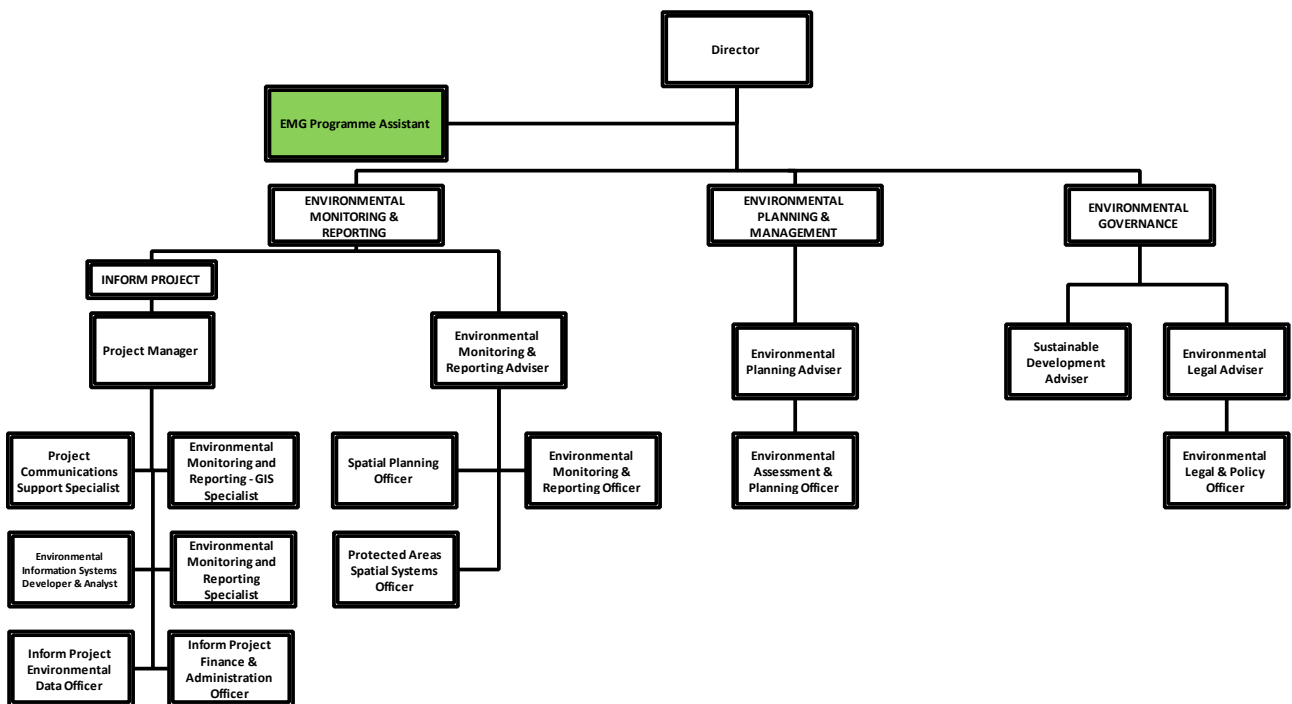 Director
EMG Programme Assistant
ENVIRONMENTAL
MONITORING &
REPORTING
ENVIRONMENTAL
PLANNING &
MANAGEMENT
ENVIRONMENTAL
GOVERNANCE
INFORM PROJECT
Project Manager
Environmental
Monitoring &
Reporting Adviser
Environmental
Planning Adviser
Sustainable
Development
Adviser
Environmental
Legal Adviser
Project
Communications
Support Specialist
Environmental
Monitoring and
Reporting - GIS
Specialist
Spatial Planning
Officer
Environmental
Monitoring &
Reporting Officer
Environmental
Assessment &
Planning Officer
Environmental
Legal & Policy
Officer
Environmental
Information Systems
Developer & Analyst
Environmental
Monitoring and
Reporting
Specialist
Protected Areas
Spatial Systems
Officer
Inform Project
Environmental
Data Officer
Inform Project
Finance &
Administration
Officer